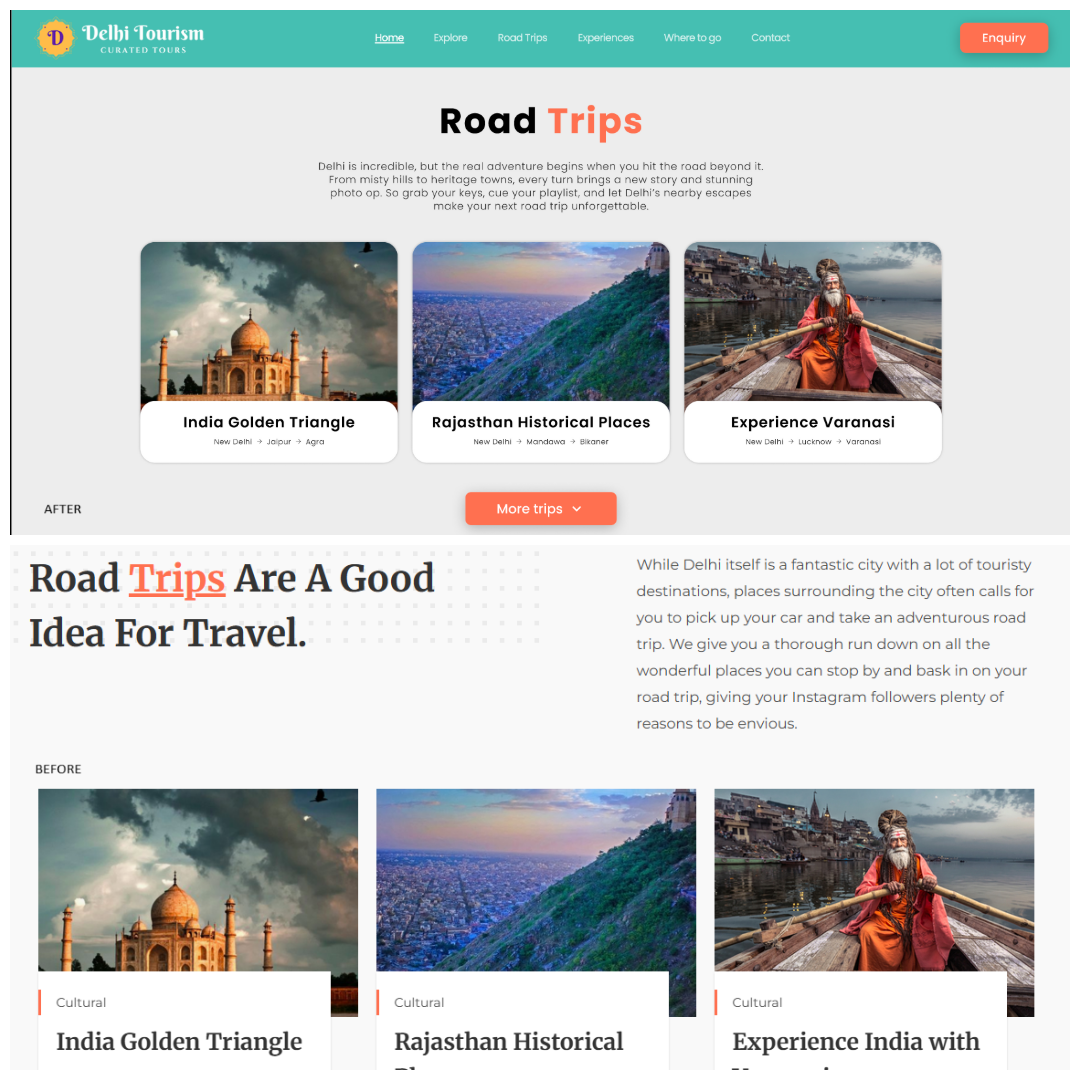 D Delhi Tourism
CURATED TOURS
Home Explore Road Trips Experiences Where to go Contact
Enquiry
Road Trips
Delhi is incredible, but the real adventure begins when you hit the road beyond it.
From misty hills to heritage towns, every turn brings a new story and stunning
photo op. So grab your keys, cue your playlist, and let Delhi's nearby escapes
make your next road trip unforgettable.
India Golden Triangle
New Delhi → Jaipur → Agra
Rajasthan Historical Places
New Delhi → Mandawa → Bikaner
Experience Varanasi
New Delhi → Lucknow → Varanasi
AFTER
More trips
Road Trips Are A Good
Idea For Travel.
While Delhi itself is a fantastic city with a lot of touristy
destinations, places surrounding the city often calls for
you to pick up your car and take an adventurous road
trip. We give you a thorough run down on all the
wonderful places you can stop by and bask in on your
road trip, giving your Instagram followers plenty of
reasons to be envious.
BEFORE
Cultural
India Golden Triangle
Cultural
Rajasthan Historical
Cultural
Experience India with